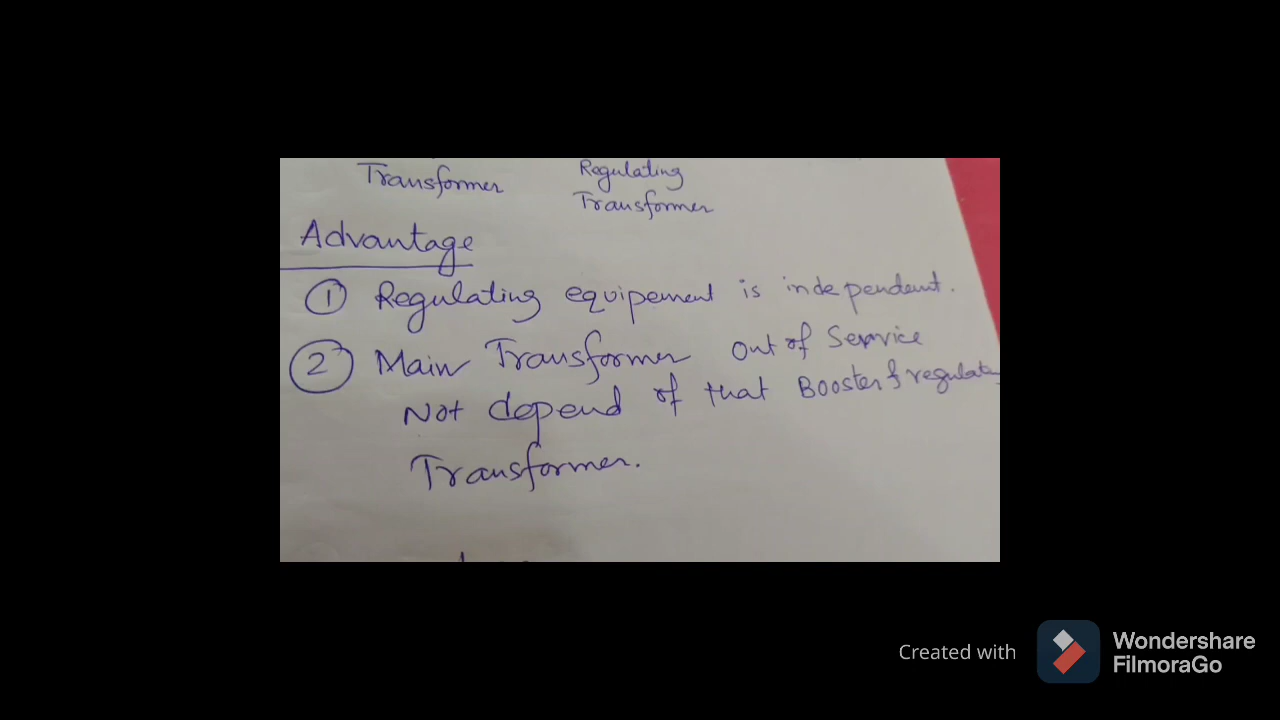 Transformer
Regulating
Transformer
Advantage
① Regulating equipement is independent.
② Main Transformer Out of Service
Not depend of that Booster & regulati
Transformer.
Created with
Wondershare
FilmoraGo